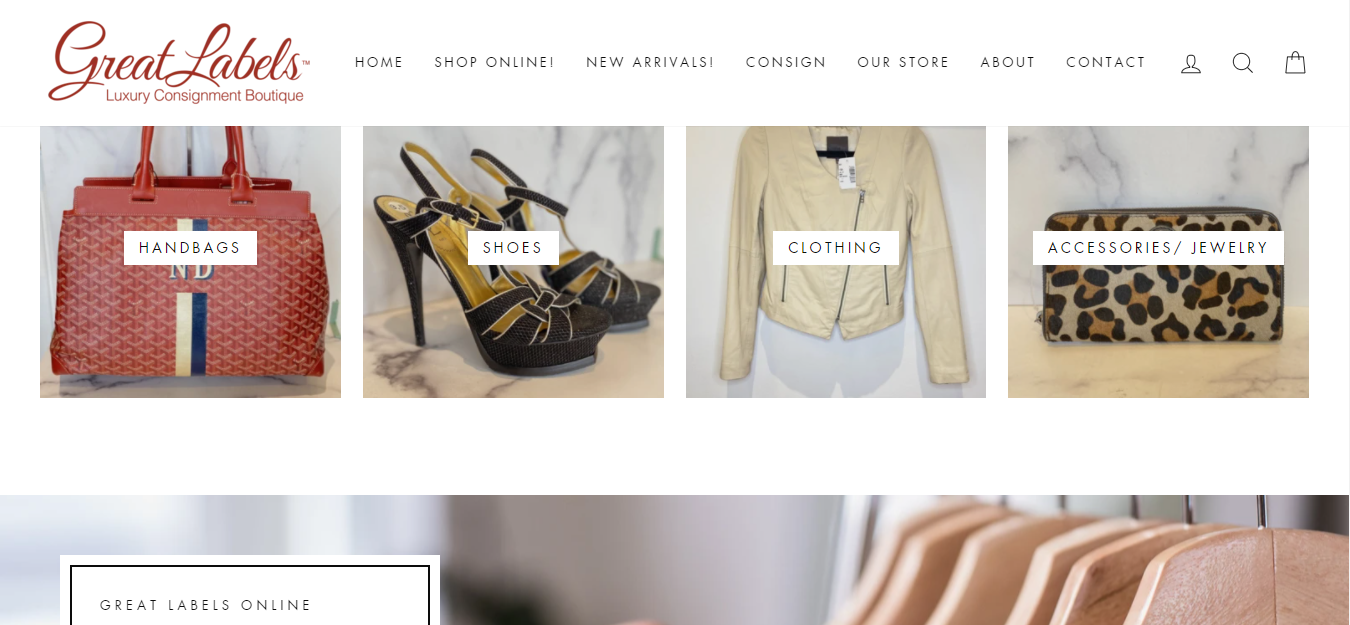 Great Labels™
Luxury Consignment Boutique
HOME SHOP ONLINE! NEW ARRIVALS! CONSIGN OUR STORE ABOUT CONTACT
HANDBAGS SHOES CLOTHING ACCESSORIES/ JEWELRY
ND
GREAT LABELS ONLINE